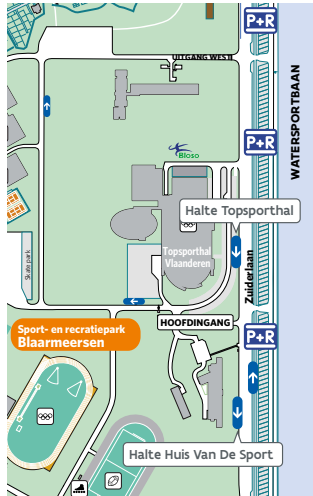 P+R
UITGANG WEST
WATERSPORTBAAN
P+R
Bloso
Halte Topsporthal
Topsporthal
Vlaanderen
Skate park
Zuiderlaan
HOOFDINGANG
Sport- en recratiepark
Blaarmeersen
P+R
Halte Huis Van De Sport